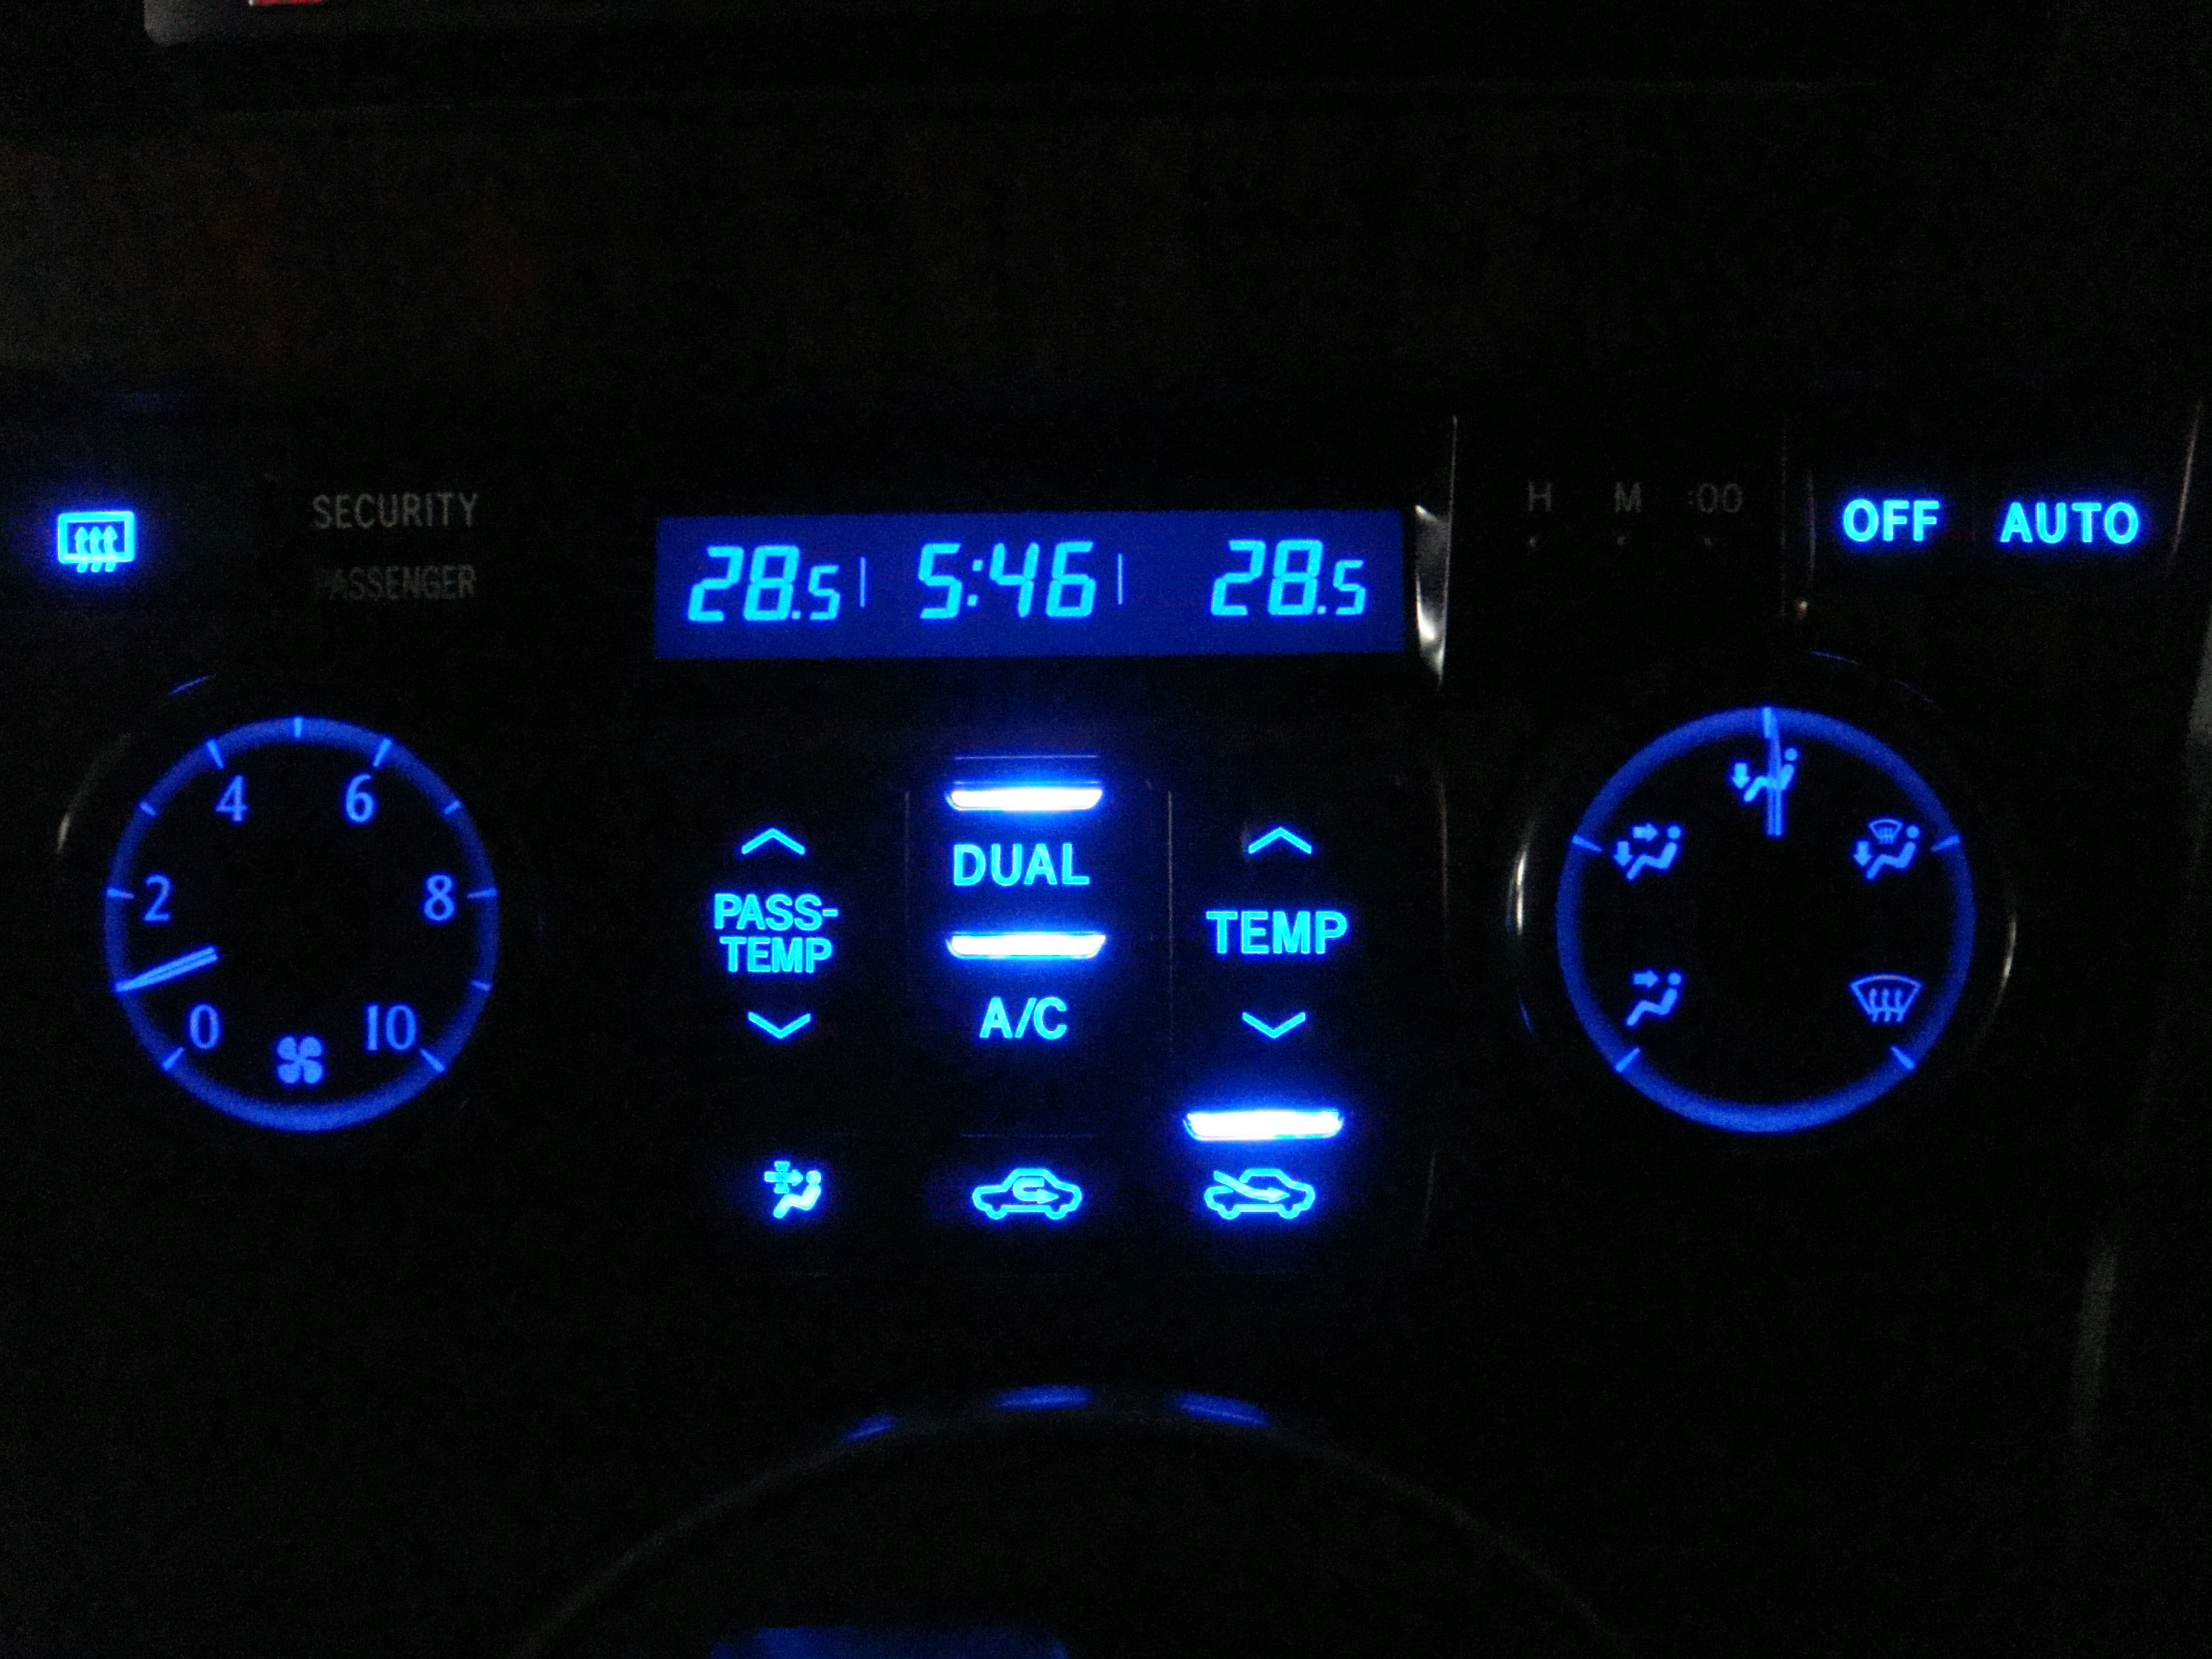 SECURITY
PASSENGER
28.5 5:46 28.5
H M :00
OFF AUTO
0 2 4 6 8 10
PASS-
TEMP
DUAL
A/C
TEMP